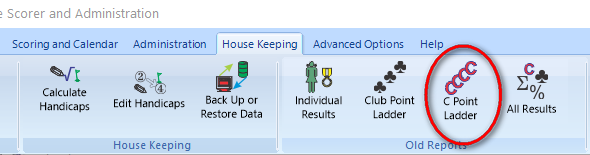 e Scorer and Administration
Scoring and Calendar Administration House Keeping Advanced Options Help
Calculate Handicaps
Edit Handicaps
Back Up or Restore Data
Individual Results
Club Point Ladder
C Point Ladder
All Results
House Keeping
Old Reports